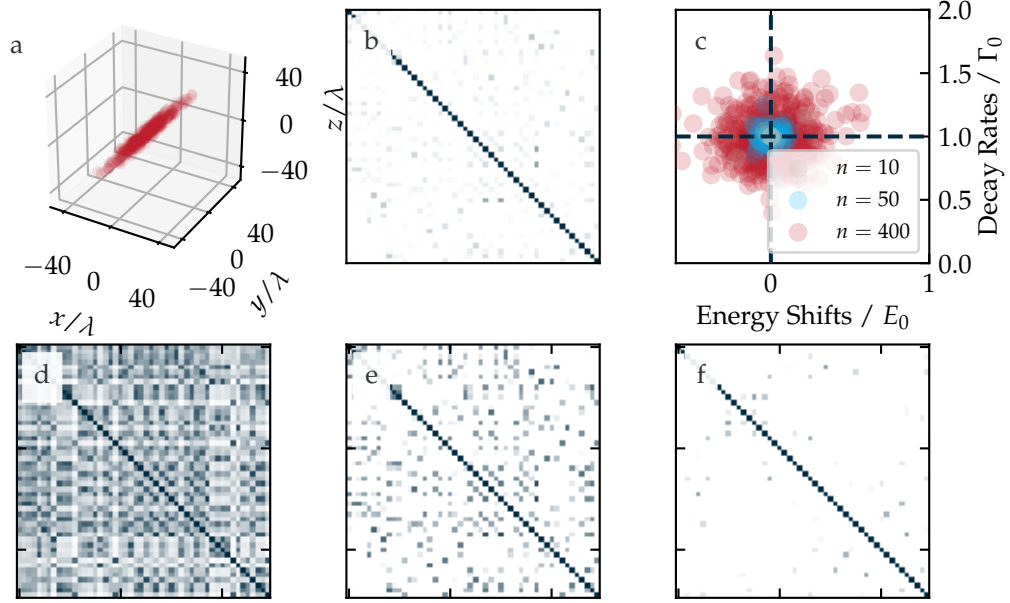 a
40
0
−40
−40
0
40
x/λ
−40
0
40
y/λ
z/λ
b
c
2.0
1.5
1.0
0.5
0.0
Decay Rates / Γ₀
n = 10
n = 50
n = 400
0
1
Energy Shifts / E₀
d
e
f